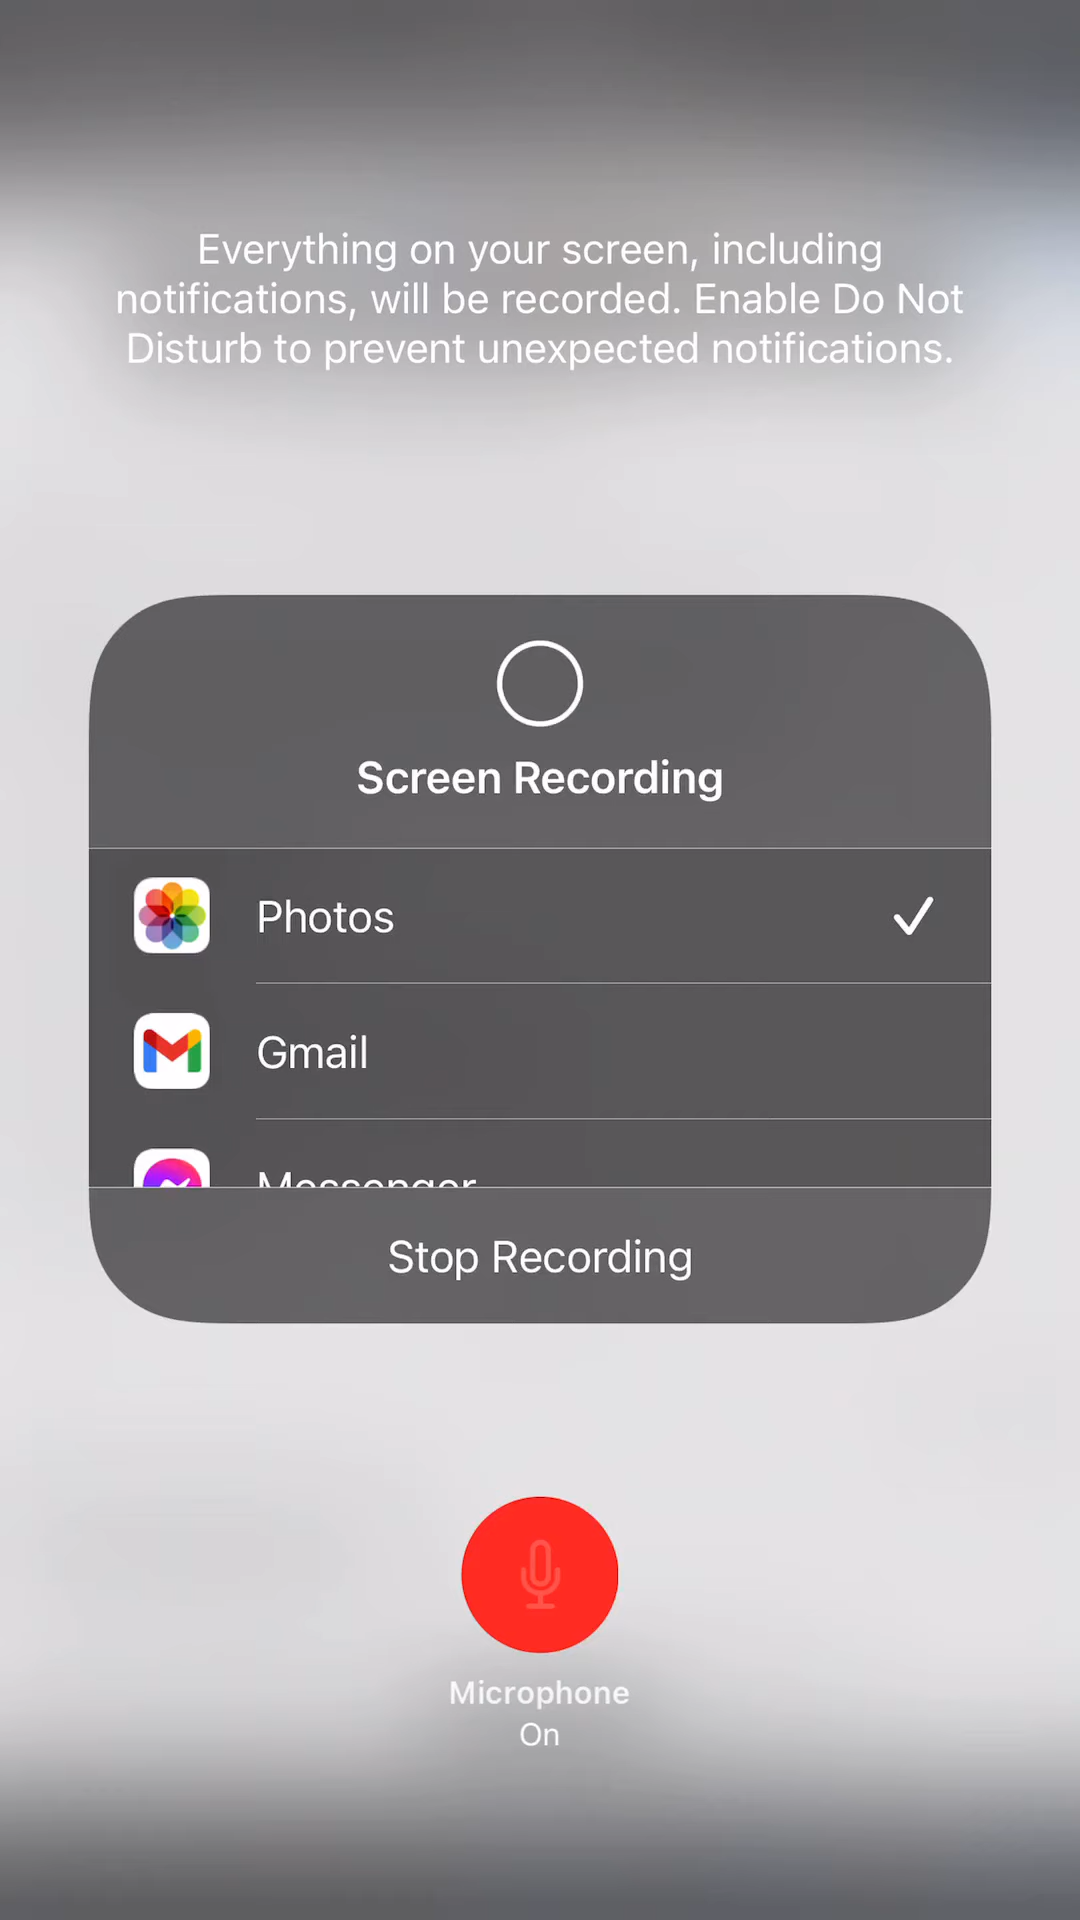 Everything on your screen, including
notifications, will be recorded. Enable Do Not
Disturb to prevent unexpected notifications.
Screen Recording
Photos
Gmail
Messenger
Stop Recording
Microphone
On